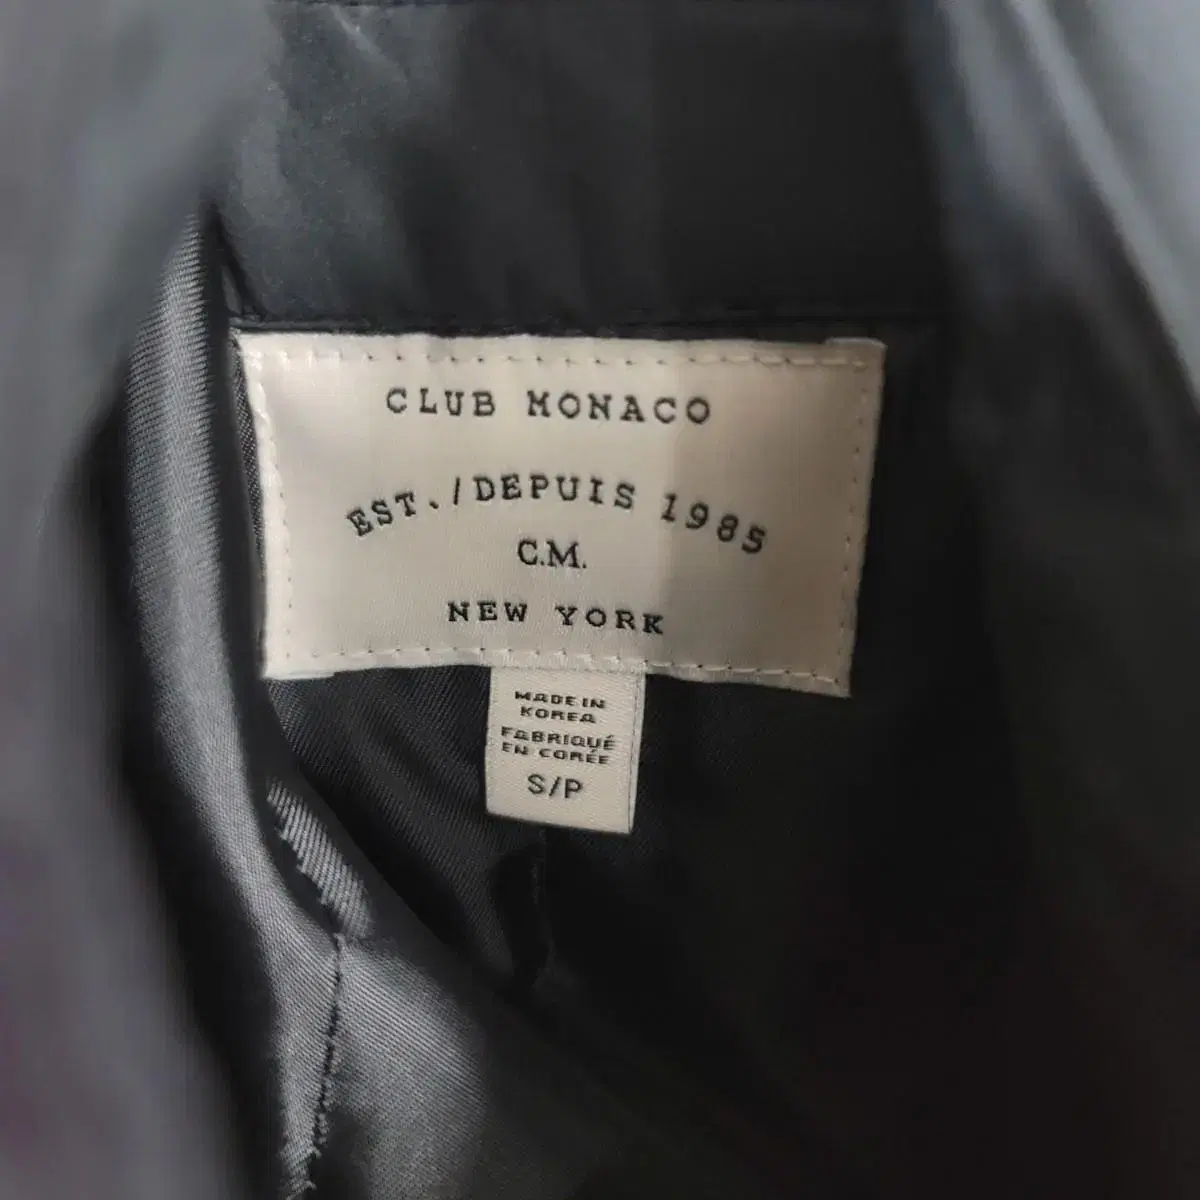 CLUB MONACO
EST./DEPUIS 1985
C.M.
NEW YORK
MADE IN
KOREA
FABRIQUÉ
EN CORÉE
S/P